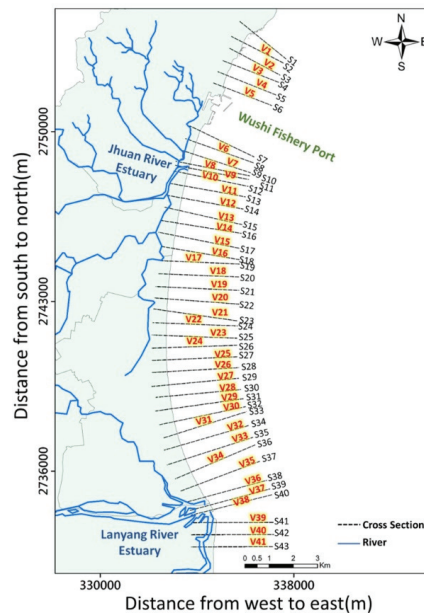 N
W
E
S
V1
S1
V2
S2
V3
S3
S4
V4
S5
V5
S6
Wushi Fishery Port
2750000
Jhuan River
Estuary
V6
S7
V7
S8
V8
S9
V9
S10
V10
S11
S12
V11
S13
V12
S14
V13
S15
V14
S16
V15
S17
V16
S18
V17
S19
V18
S20
V19
S21
V20
S22
V21
S23
V22
S24
V23
S25
V24
S26
V25
S27
V26
S28
V27
S29
V28
S30
V29
S31
V30
S32
V31
S33
V32
S34
V33
S35
V34
S36
V35
S37
V36
S38
V37
S39
V38
S40
V39
S41
V40
S42
V41
S43
2743000
2736000
Distance from south to north(m)
Lanyang River
Estuary
Cross Section
River
0 0.5 1 2 3
Km
330000
338000
Distance from west to east(m)